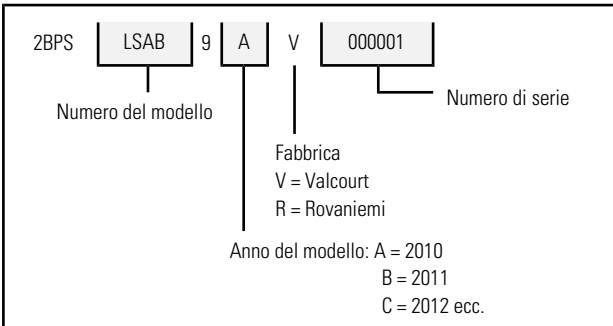 2BPS LSAB 9 A V 000001
Numero del modello
Numero di serie
Fabbrica
V = Valcourt
R = Rovaniemi
Anno del modello: A = 2010
B = 2011
C = 2012 ecc.